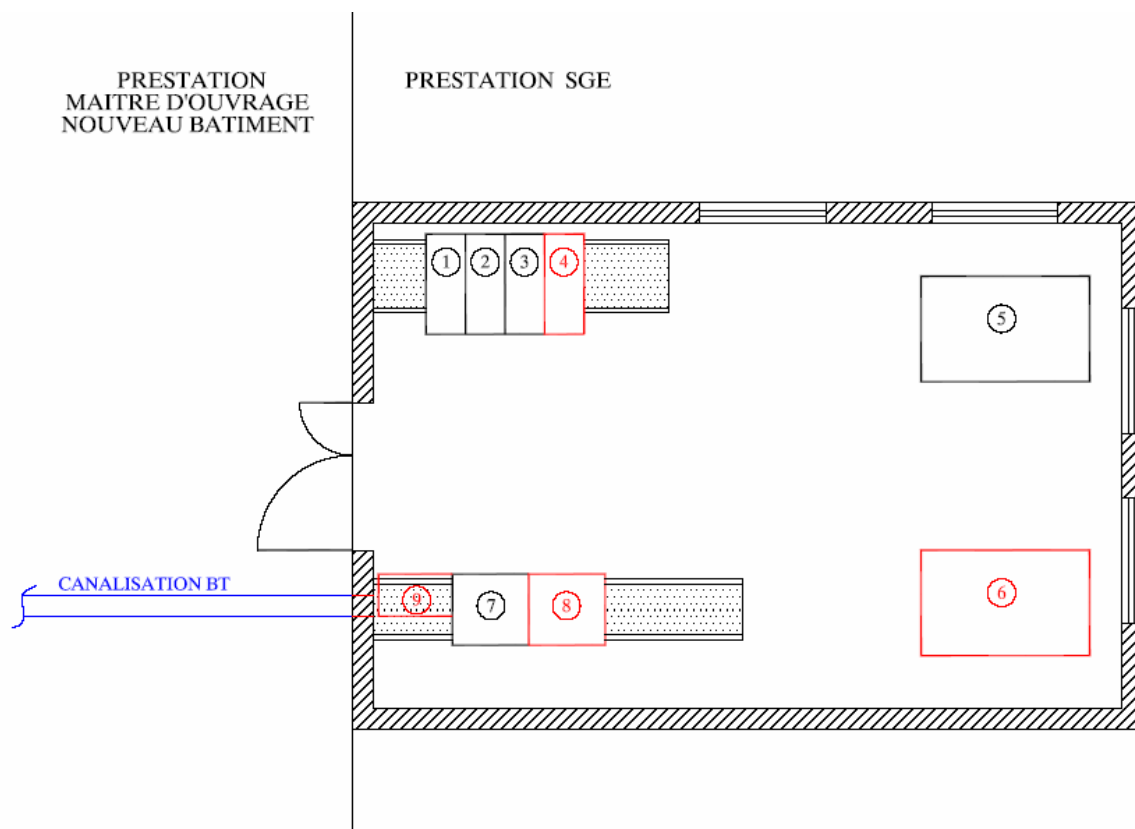 PRESTATION
MAITRE D'OUVRAGE
NOUVEAU BATIMENT
PRESTATION SGE
1 2 3 4
5
CANALISATION BT
9 7 8
6